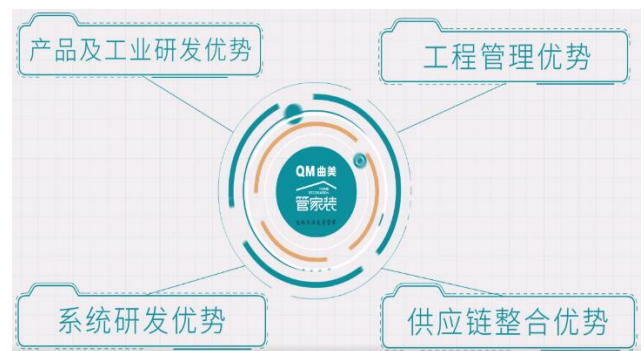 产品及工业研发优势
工程管理优势
QM曲美
管家装
系统研发优势
供应链整合优势